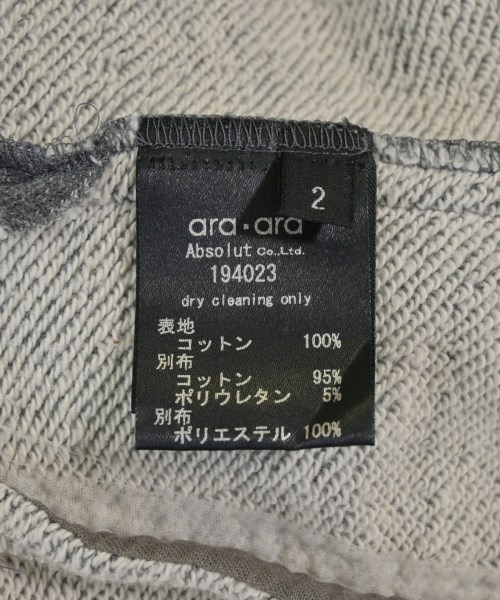 2
ara·ara
Absolut Co.,Ltd.
194023
dry cleaning only
表地
コットン 100%
別布
コットン 95%
ポリウレタン 5%
別布
ポリエステル 100%